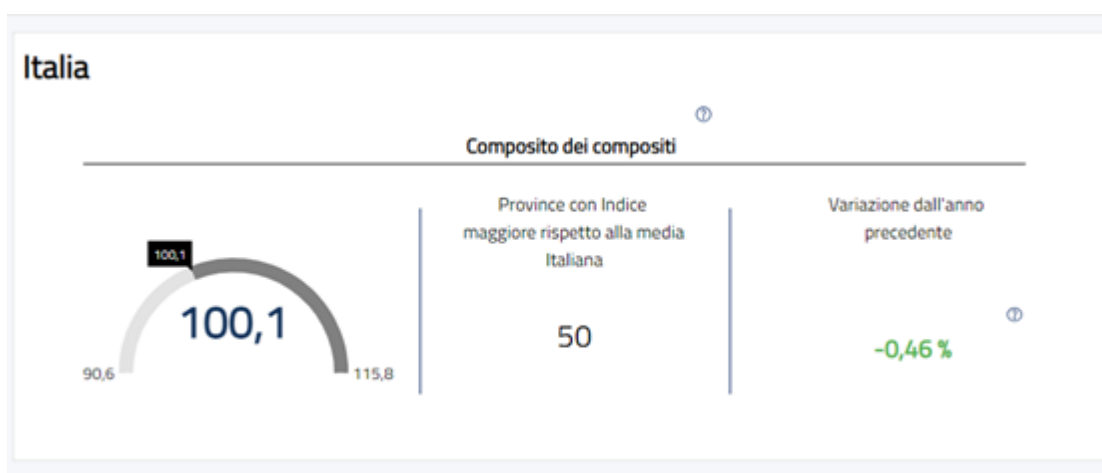 Italia
Composito dei compositi
100,1
100,1
90,6
115,8
Province con Indice
maggiore rispetto alla media
Italiana
50
Variazione dall'anno
precedente
-0,46 %